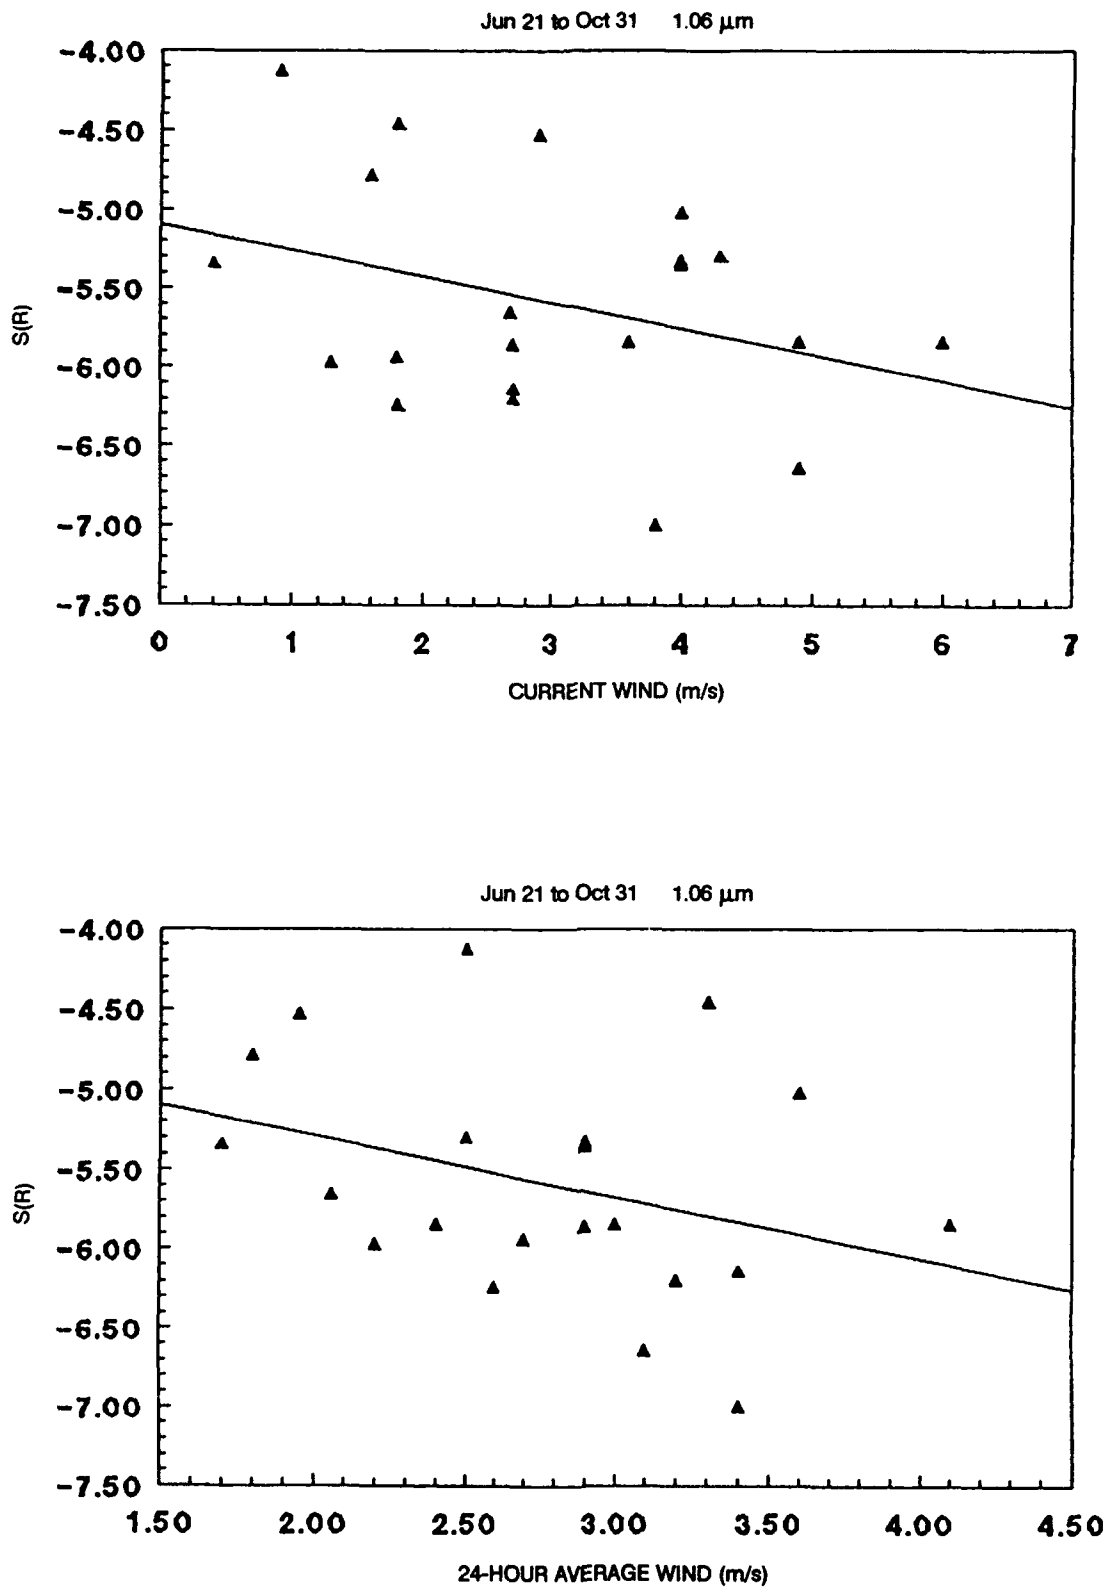 Jun 21 to Oct 31 1.06 μm
-4.00
-4.50
-5.00
-5.50
-6.00
-6.50
-7.00
-7.50
S(R)
0 1 2 3 4 5 6 7
CURRENT WIND (m/s)
Jun 21 to Oct 31 1.06 μm
-4.00
-4.50
-5.00
-5.50
-6.00
-6.50
-7.00
-7.50
S(R)
1.50 2.00 2.50 3.00 3.50 4.00 4.50
24-HOUR AVERAGE WIND (m/s)